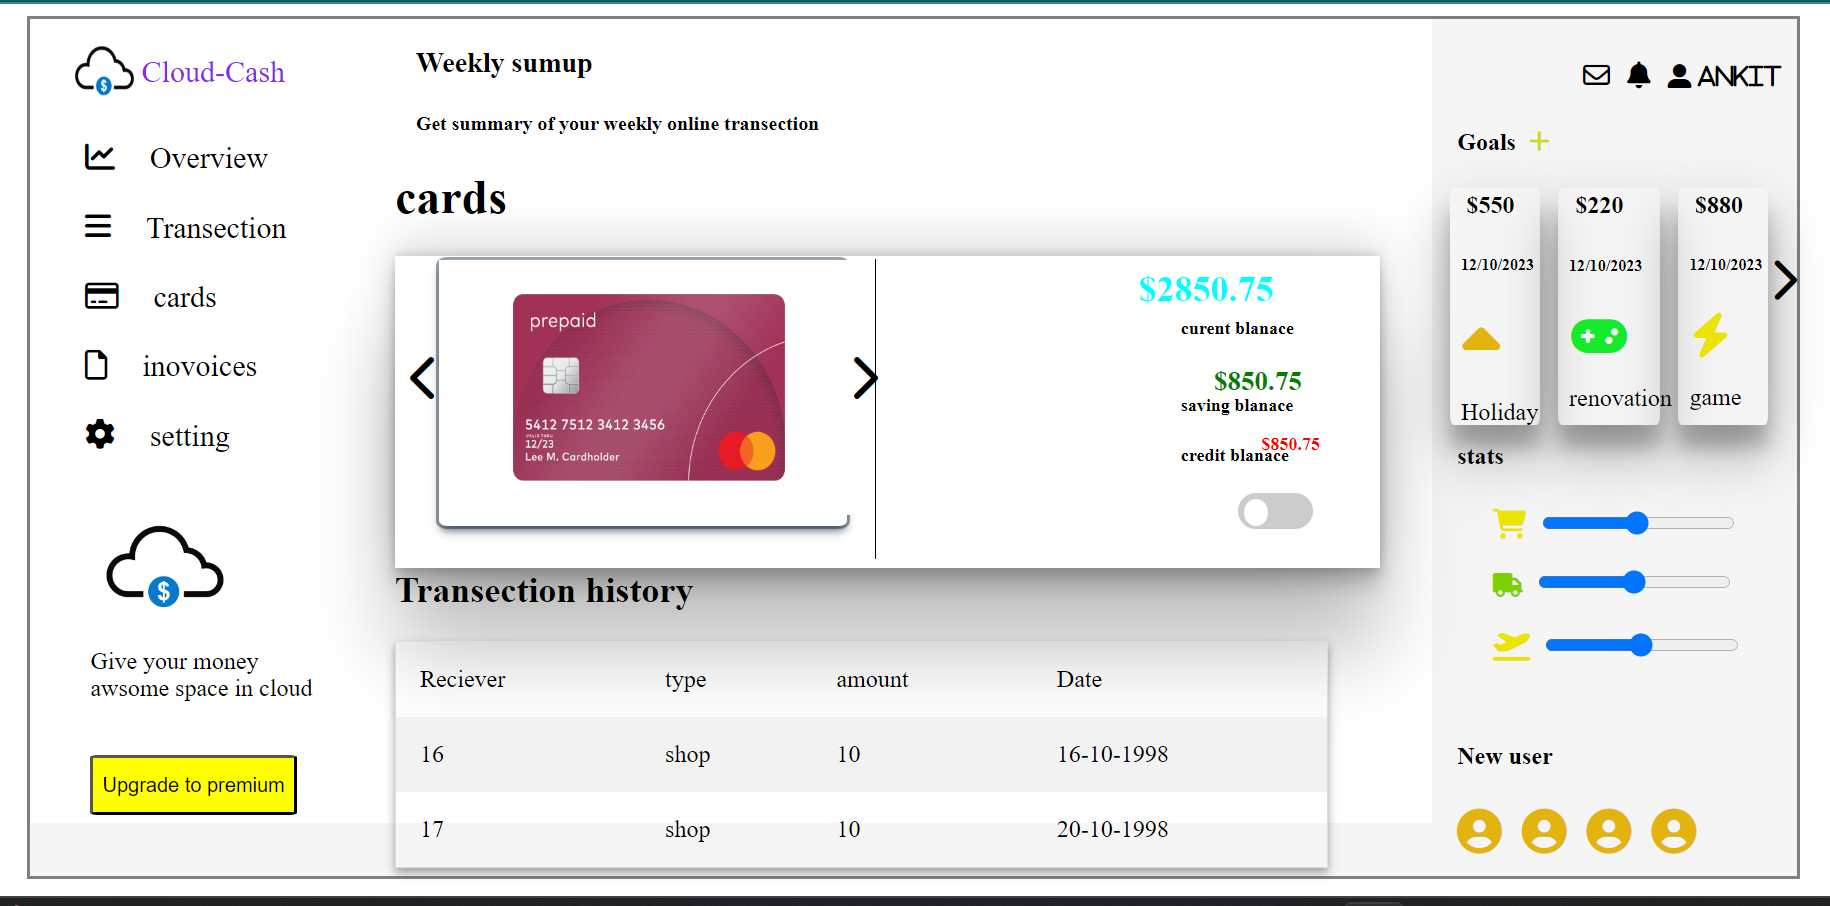 Cloud-Cash
Overview
Transection
cards
inovoices
setting
$
Give your money
awsome space in cloud
Upgrade to premium
Weekly sumup
Get summary of your weekly online transection
cards
prepaid
5412 7512 3412 3456
VALID THRU
12/23
Lee M. Cardholder
$2850.75
curent blanace
$850.75
saving blanace
$850.75
credit blanace
Transection history
Reciever type amount Date
16 shop 10 16-10-1998
17 shop 10 20-10-1998
ANKIT
Goals +
$550 $220 $880
12/10/2023 12/10/2023 12/10/2023
Holiday renovation game
stats
New user